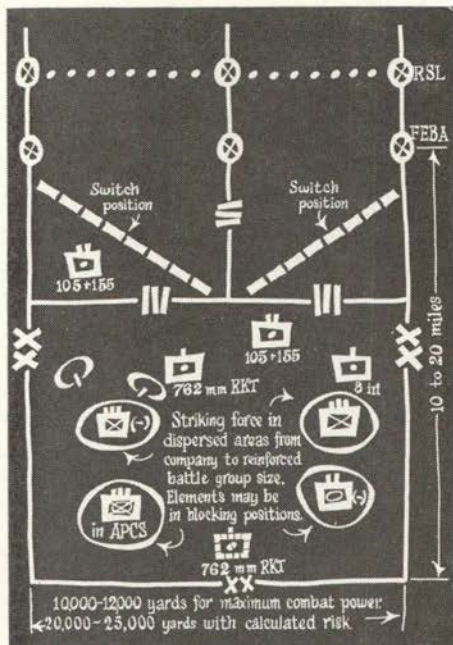 RSL
FEBA
Switch
position
Switch
position
105+155
105+155
762 mm RKT
8 in
(-)
Striking force in
dispersed areas from
company to reinforced
battle group size.
Elements may be
in blocking positions.
(-)
in APCS
762 mm RKT
10 to 20 miles
10,000-12,000 yards for maximum combat power
20,000-25,000 yards with calculated risk